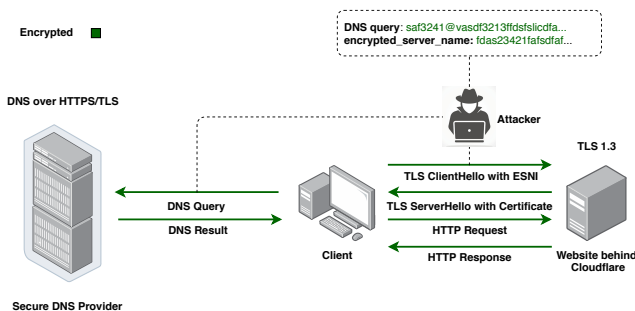 DNS query: saf3241@vasdf3213ffdsfslicdfa...
encrypted_server_name: fdas23421fafsdfaf...
Encrypted
DNS over HTTPS/TLS
Attacker
TLS 1.3
TLS ClientHello with ESNI
DNS Query
TLS ServerHello with Certificate
DNS Result
HTTP Request
Client
HTTP Response
Website behind
Cloudflare
Secure DNS Provider